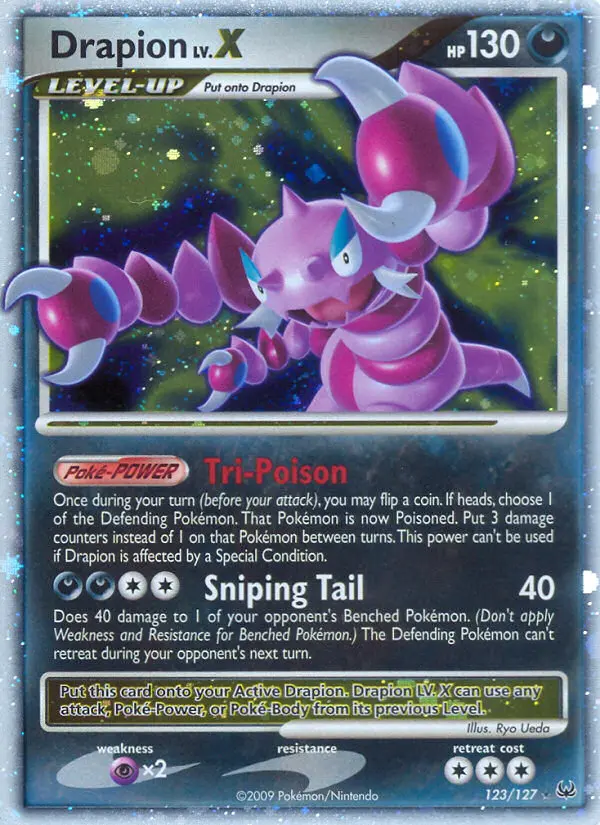 Drapion LV.X HP 130
LEVEL-UP Put onto Drapion
Poké-POWER Tri-Poison
Once during your turn (before your attack), you may flip a coin. If heads, choose 1
of the Defending Pokémon. That Pokémon is now Poisoned. Put 3 damage
counters instead of 1 on that Pokémon between turns. This power can't be used
if Drapion is affected by a Special Condition.
Sniping Tail 40
Does 40 damage to 1 of your opponent's Benched Pokémon. (Don't apply
Weakness and Resistance for Benched Pokémon.) The Defending Pokémon can't
retreat during your opponent's next turn.
Put this card onto your Active Drapion. Drapion LV. X can use any
attack, Poké-Power, or Poké-Body from its previous Level.
Illus. Ryo Ueda
weakness resistance retreat cost
×2
123/127
©2009 Pokémon/Nintendo